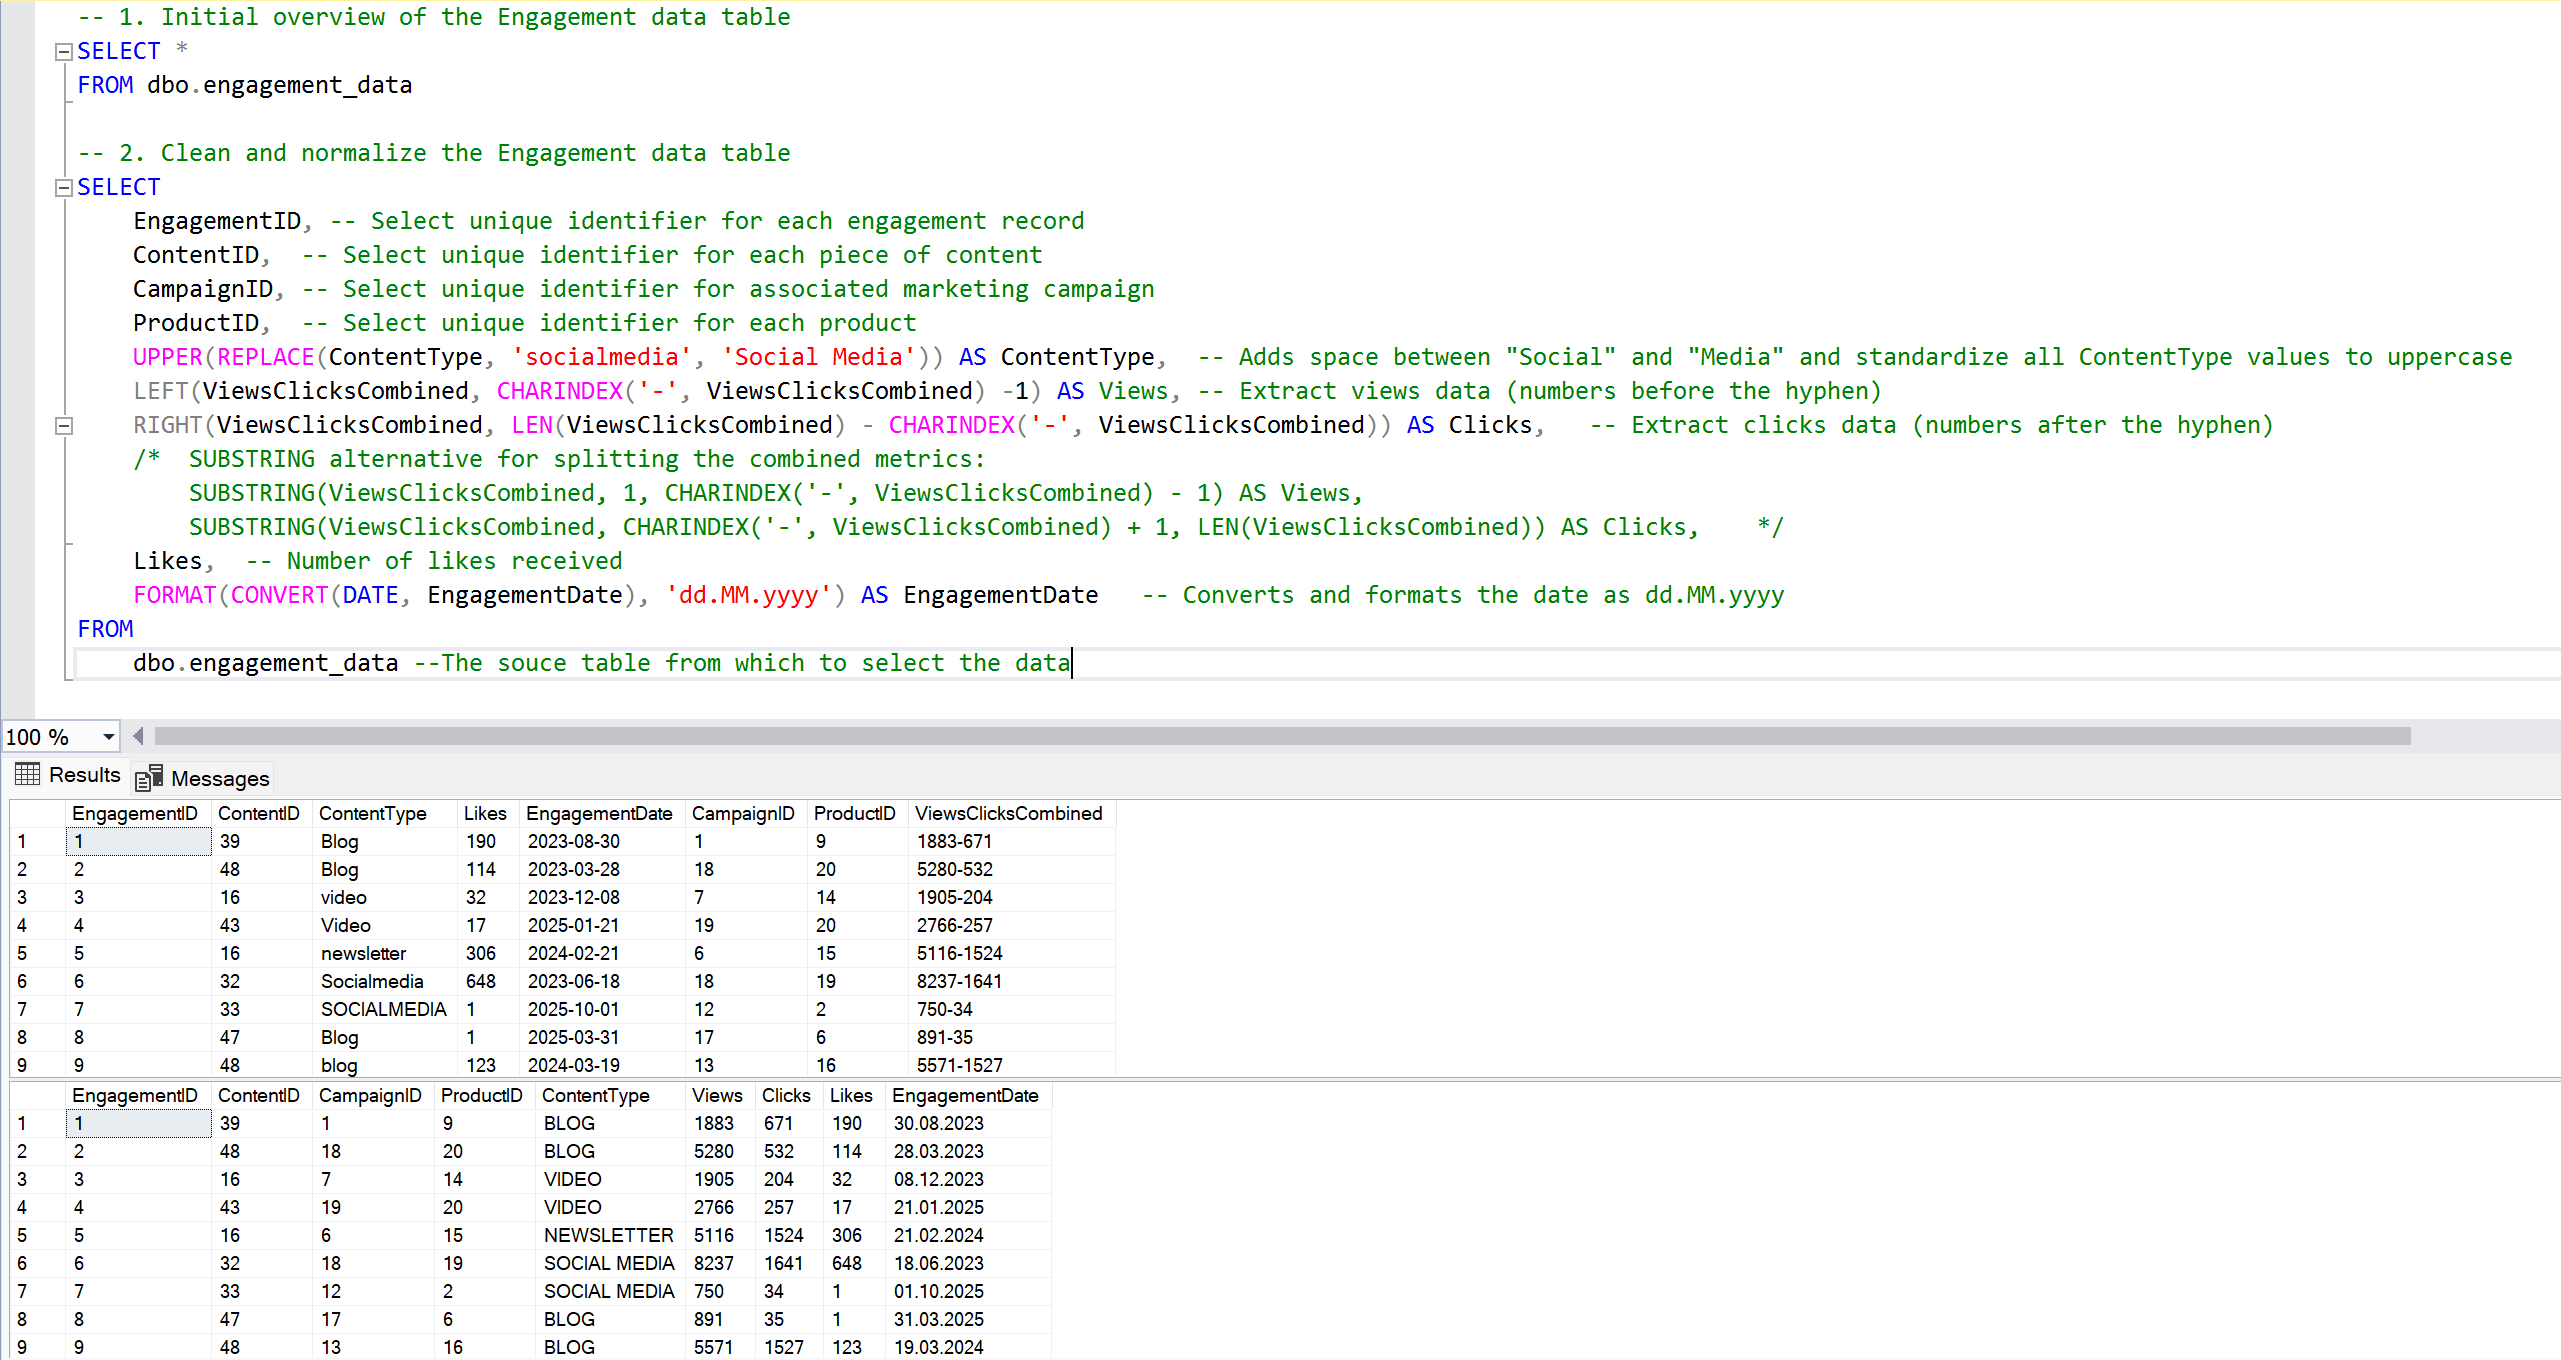 -- 1. Initial overview of the Engagement data table
SELECT *
FROM dbo.engagement_data
-- 2. Clean and normalize the Engagement data table
SELECT
EngagementID, -- Select unique identifier for each engagement record
ContentID,  -- Select unique identifier for each piece of content
CampaignID, -- Select unique identifier for associated marketing campaign
ProductID,  -- Select unique identifier for each product
UPPER(REPLACE(ContentType, 'socialmedia', 'Social Media')) AS ContentType,  -- Adds space between "Social" and "Media" and standardize all ContentType values to uppercase
LEFT(ViewsClicksCombined, CHARINDEX('-', ViewsClicksCombined) -1) AS Views, -- Extract views data (numbers before the hyphen)
RIGHT(ViewsClicksCombined, LEN(ViewsClicksCombined) - CHARINDEX('-', ViewsClicksCombined)) AS Clicks,   -- Extract clicks data (numbers after the hyphen)
/*  SUBSTRING alternative for splitting the combined metrics:
SUBSTRING(ViewsClicksCombined, 1, CHARINDEX('-', ViewsClicksCombined) - 1) AS Views,
SUBSTRING(ViewsClicksCombined, CHARINDEX('-', ViewsClicksCombined) + 1, LEN(ViewsClicksCombined)) AS Clicks,    */
Likes,  -- Number of likes received
FORMAT(CONVERT(DATE, EngagementDate), 'dd.MM.yyyy') AS EngagementDate   -- Converts and formats the date as dd.MM.yyyy
FROM
dbo.engagement_data --The souce table from which to select the data
100 %
Results Messages
EngagementID ContentID ContentType Likes EngagementDate CampaignID ProductID ViewsClicksCombined
1 1 39 Blog 190 2023-08-30 1 9 1883-671
2 2 48 Blog 114 2023-03-28 18 20 5280-532
3 3 16 video 32 2023-12-08 7 14 1905-204
4 4 43 Video 17 2025-01-21 19 20 2766-257
5 5 16 newsletter 306 2024-02-21 6 15 5116-1524
6 6 32 Socialmedia 648 2023-06-18 18 19 8237-1641
7 7 33 SOCIALMEDIA 1 2025-10-01 12 2 750-34
8 8 47 Blog 1 2025-03-31 17 6 891-35
9 9 48 blog 123 2024-03-19 13 16 5571-1527
EngagementID ContentID CampaignID ProductID ContentType Views Clicks Likes EngagementDate
1 1 39 1 9 BLOG 1883 671 190 30.08.2023
2 2 48 18 20 BLOG 5280 532 114 28.03.2023
3 3 16 7 14 VIDEO 1905 204 32 08.12.2023
4 4 43 19 20 VIDEO 2766 257 17 21.01.2025
5 5 16 6 15 NEWSLETTER 5116 1524 306 21.02.2024
6 6 32 18 19 SOCIAL MEDIA 8237 1641 648 18.06.2023
7 7 33 12 2 SOCIAL MEDIA 750 34 1 01.10.2025
8 8 47 17 6 BLOG 891 35 1 31.03.2025
9 9 48 13 16 BLOG 5571 1527 123 19.03.2024